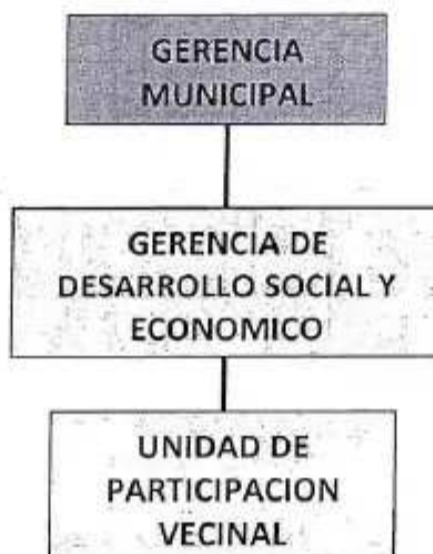 GERENCIA
MUNICIPAL
GERENCIA DE
DESARROLLO SOCIAL Y
ECONOMICO
UNIDAD DE
PARTICIPACION
VECINAL